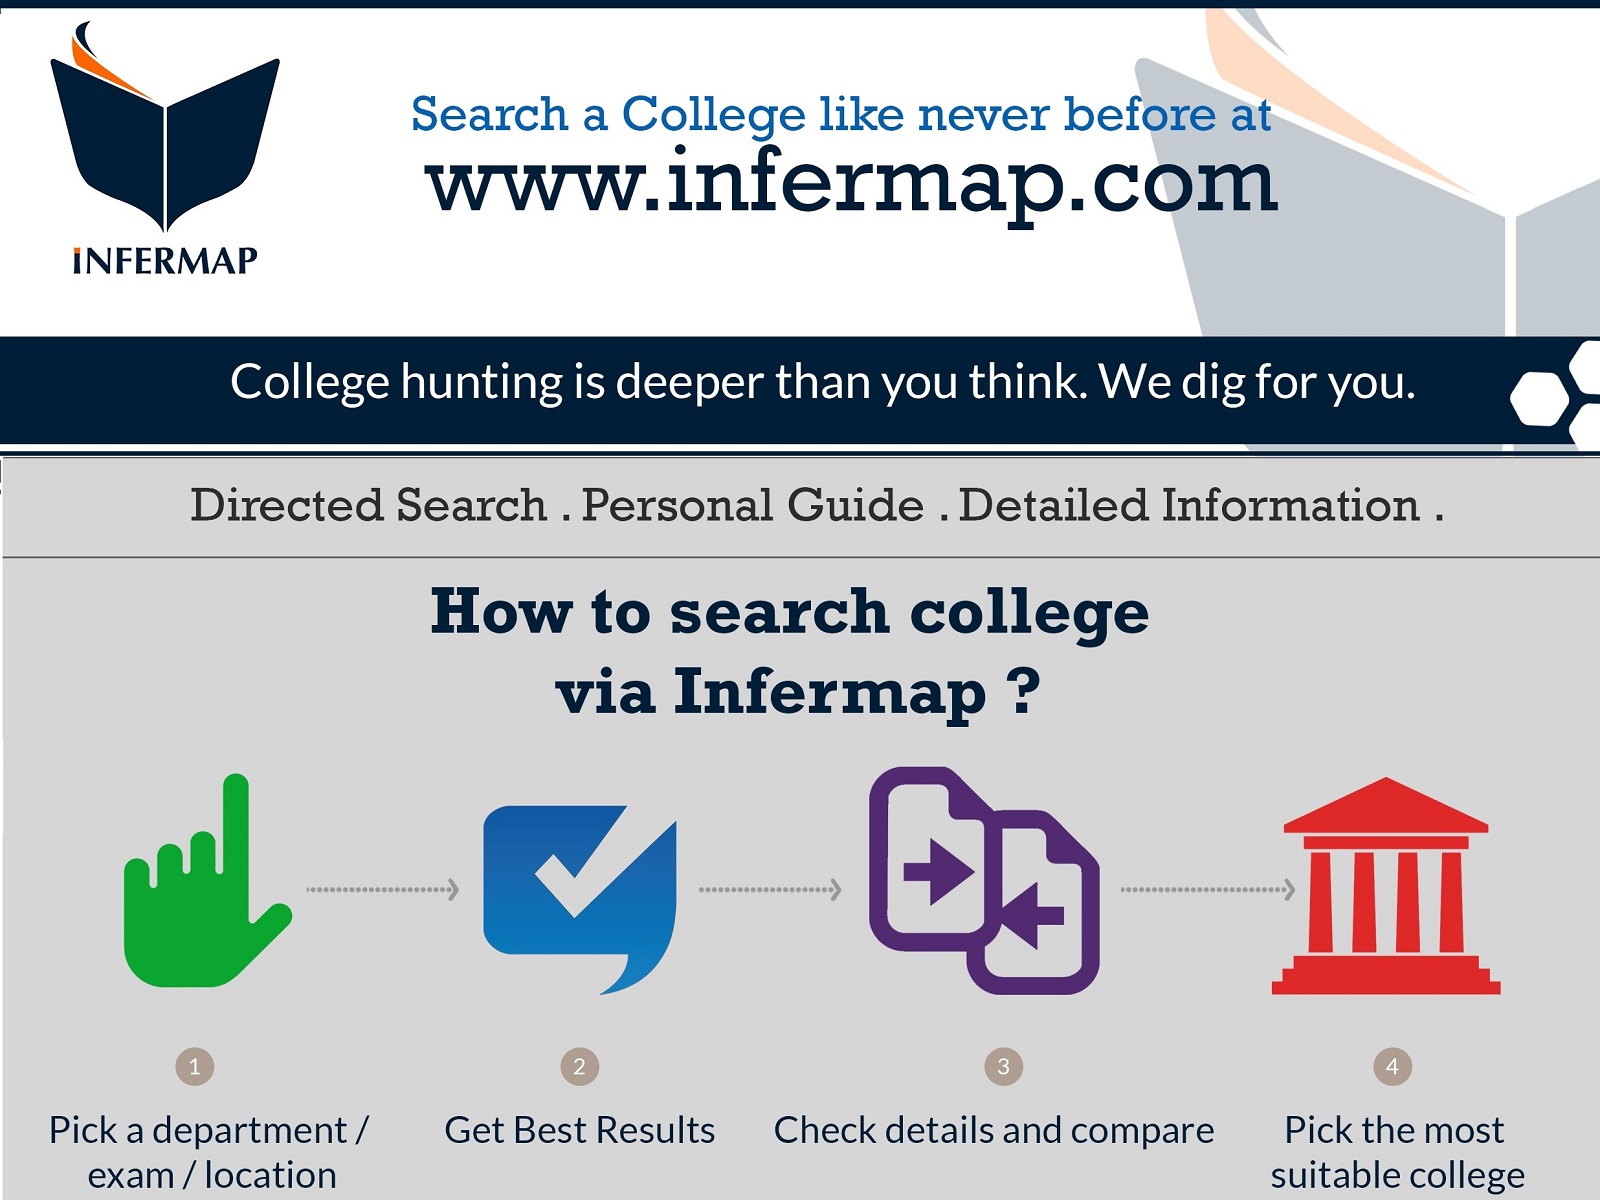 Search a College like never before at
www.infermap.com
iNFERMAP
College hunting is deeper than you think. We dig for you.
Directed Search . Personal Guide . Detailed Information .
How to search college
via Infermap ?
1
2
3
4
Pick a department /
exam / location
Get Best Results
Check details and compare
Pick the most
suitable college